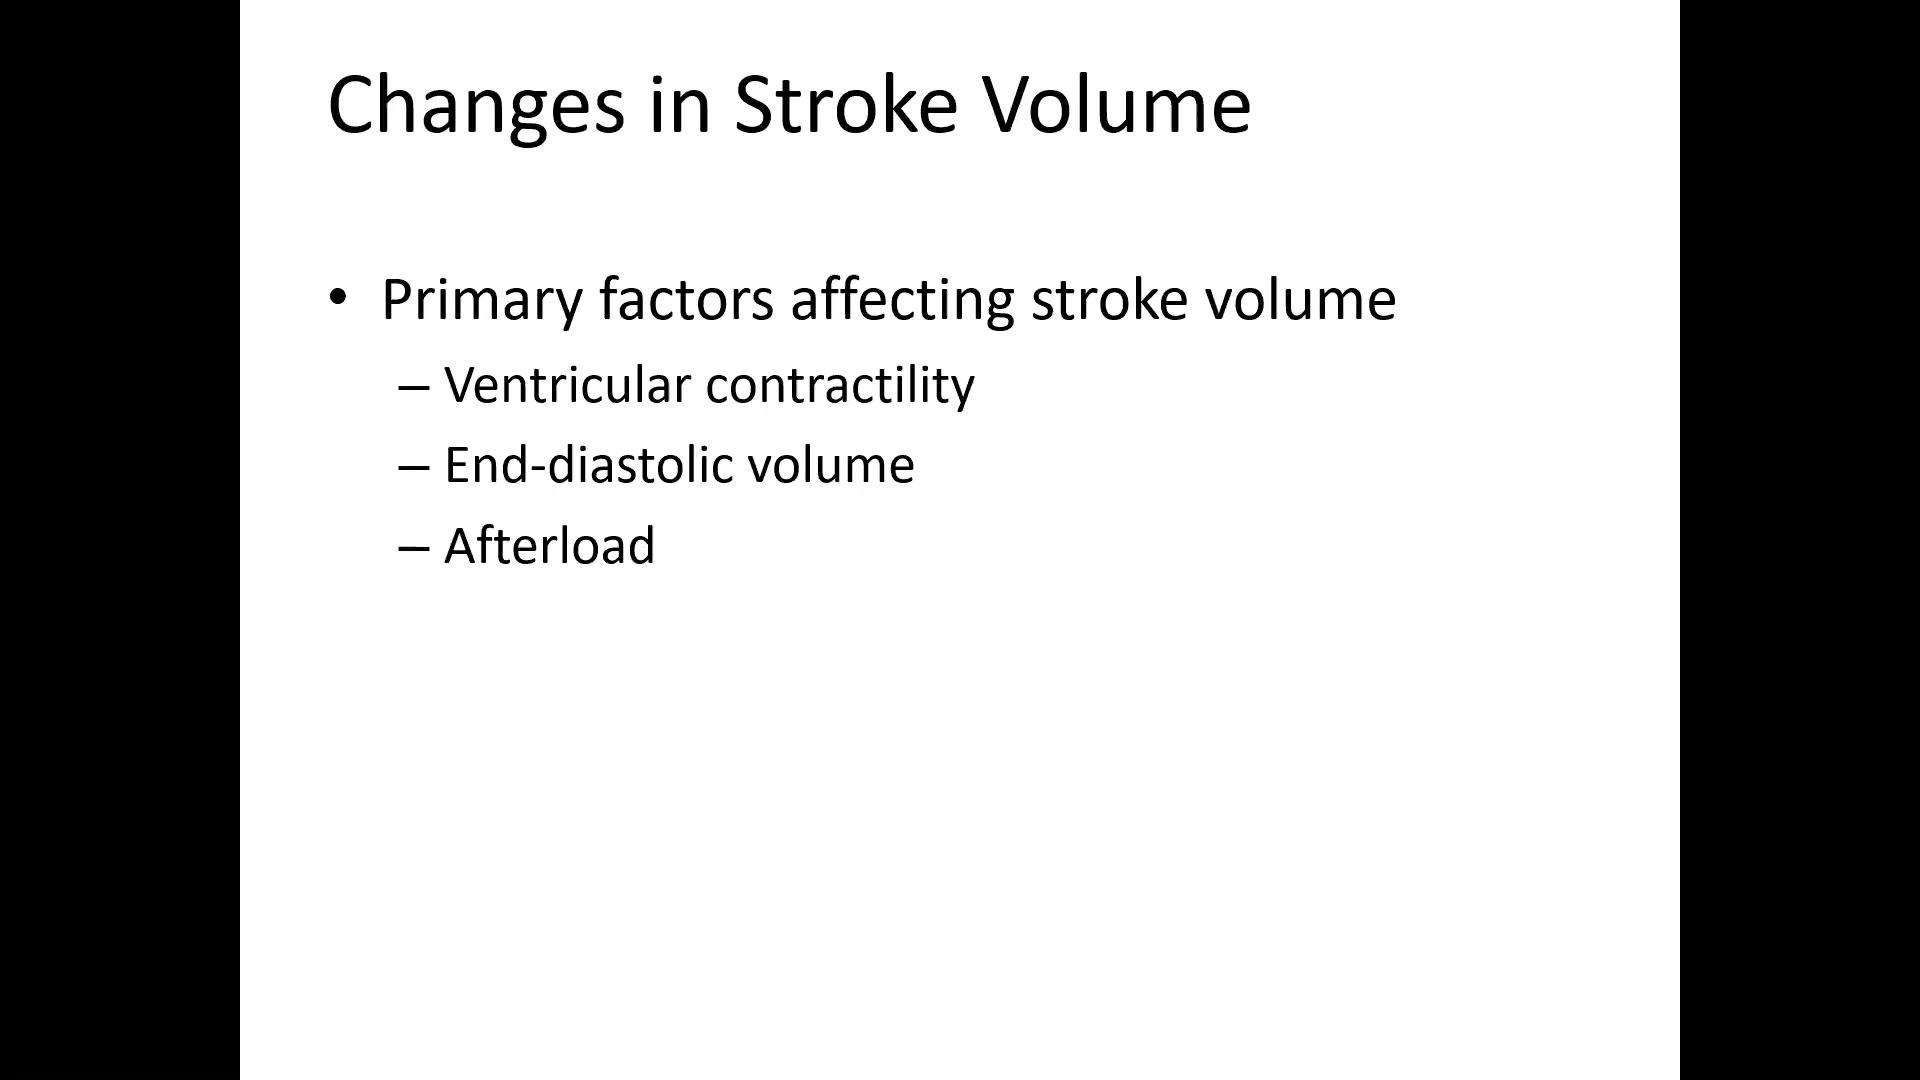 Changes in Stroke Volume
• Primary factors affecting stroke volume
– Ventricular contractility
– End-diastolic volume
– Afterload